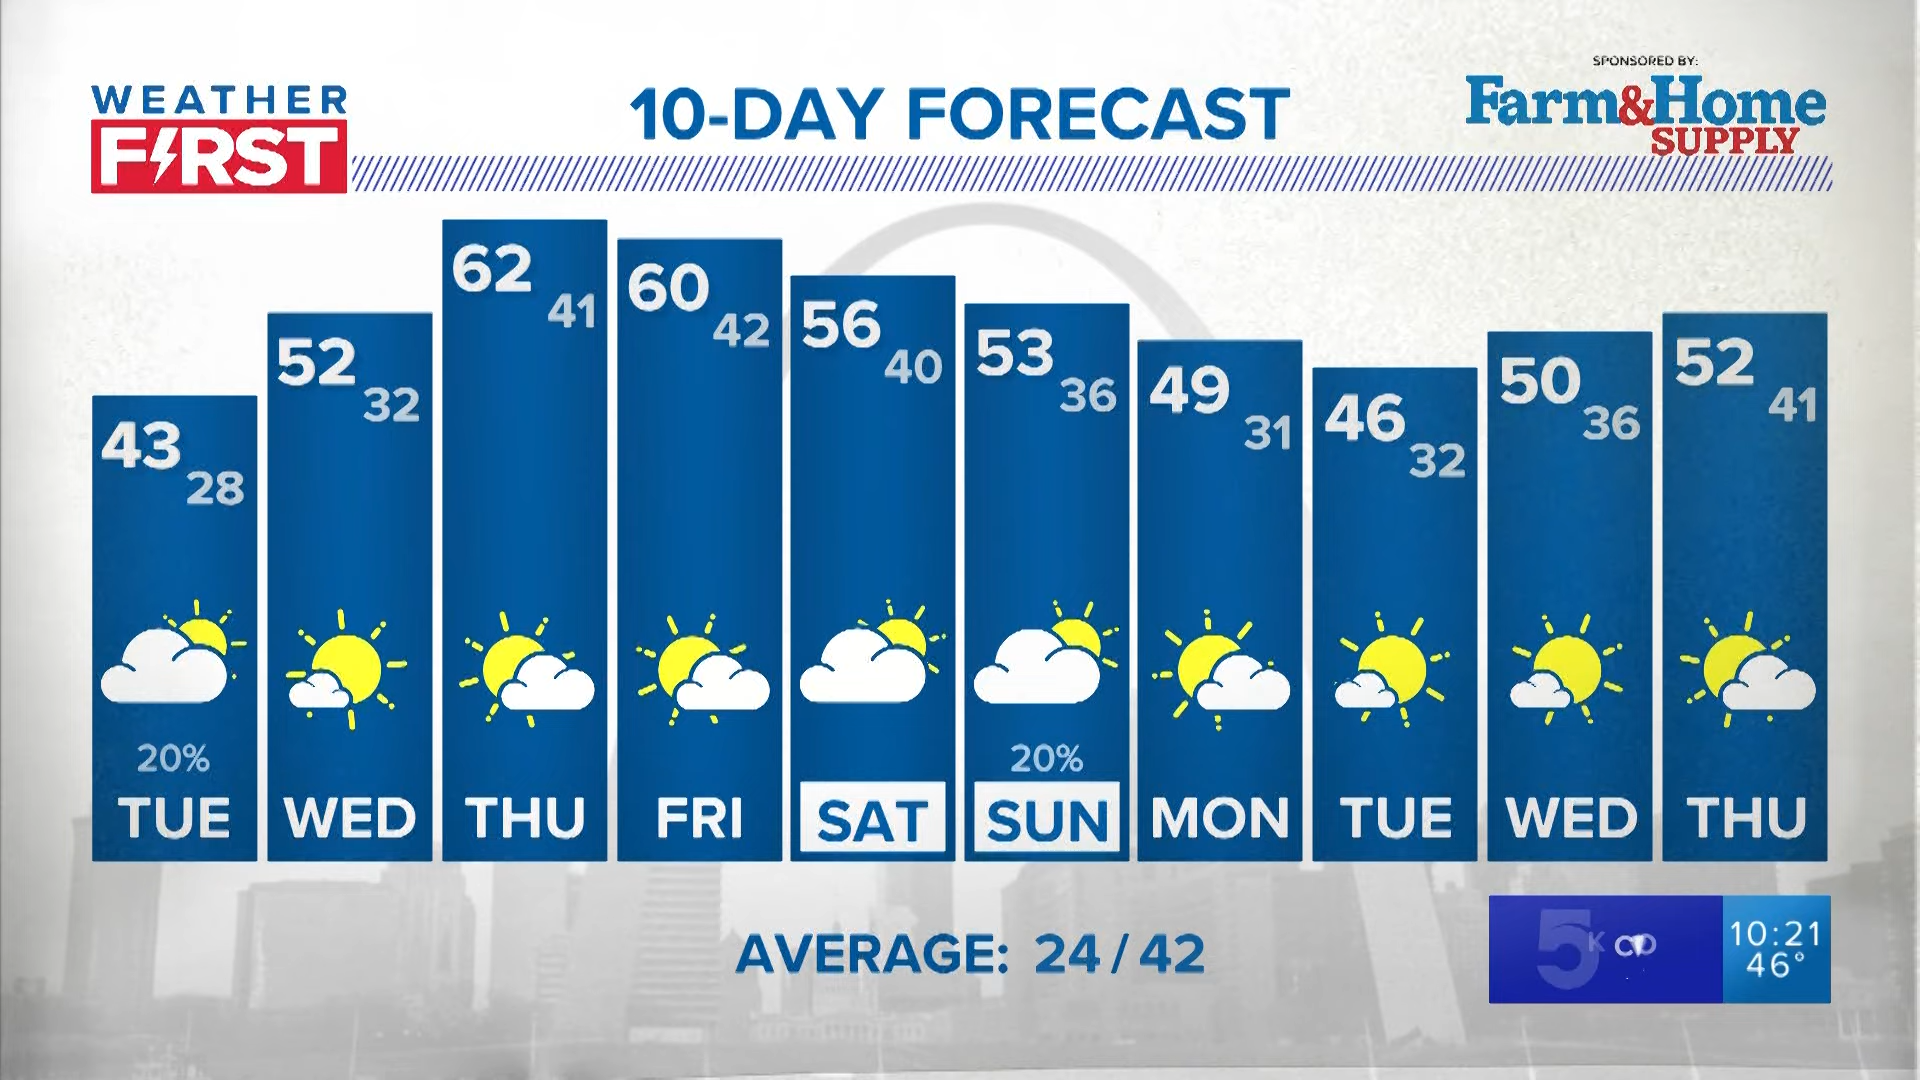 WEATHER
FIRST
10-DAY FORECAST
SPONSORED BY:
Farm&Home
SUPPLY
43 28
52 32
62 41
60 42
56 40
53 36
49 31
46 32
50 36
52 41
20%
20%
TUE WED THU FRI SAT SUN MON TUE WED THU
AVERAGE: 24 / 42
5
10:21
46°